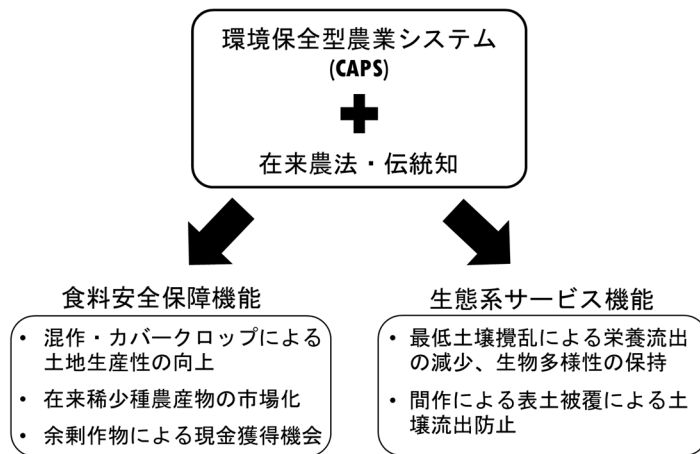 環境保全型農業システム
(CAPS)
+
在来農法・伝統知
食料安全保障機能
• 混作・カバークロップによる
土地生産性の向上
• 在来稀少種農産物の市場化
• 余剰作物による現金獲得機会
生態系サービス機能
• 最低土壌攪乱による栄養流出
の減少、生物多様性の保持
• 間作による表土被覆による土
壌流出防止